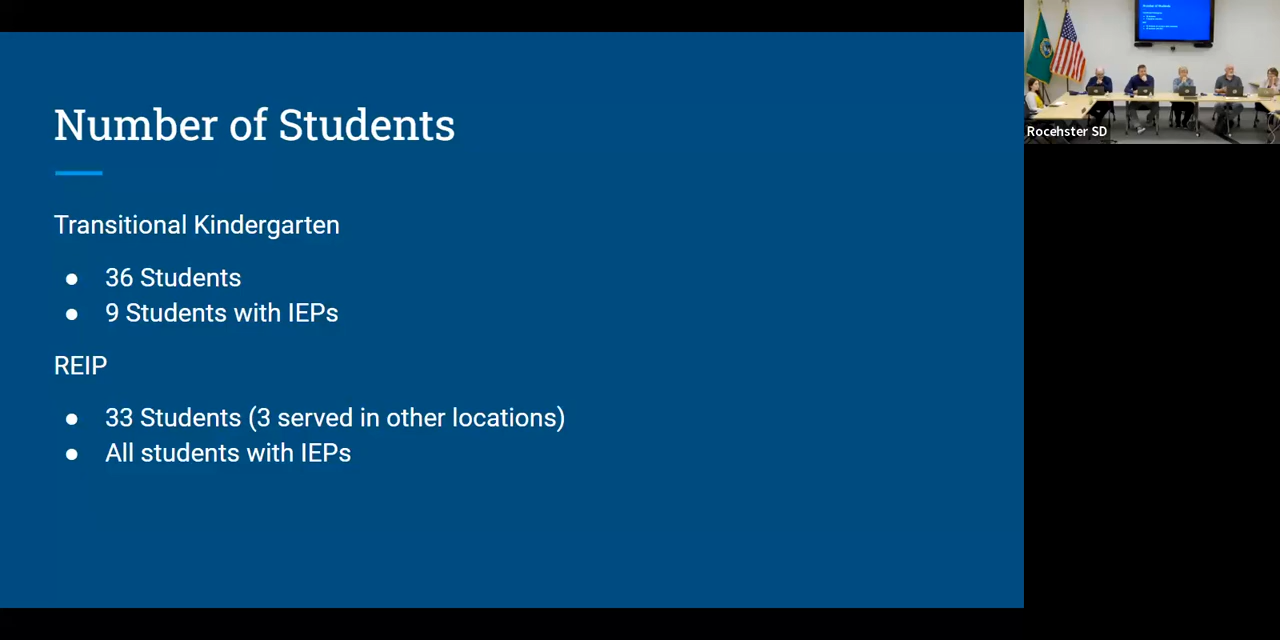 Number of Students
Transitional Kindergarten
● 36 Students
● 9 Students with IEPs
REIP
● 33 Students (3 served in other locations)
● All students with IEPs
Rocehster SD